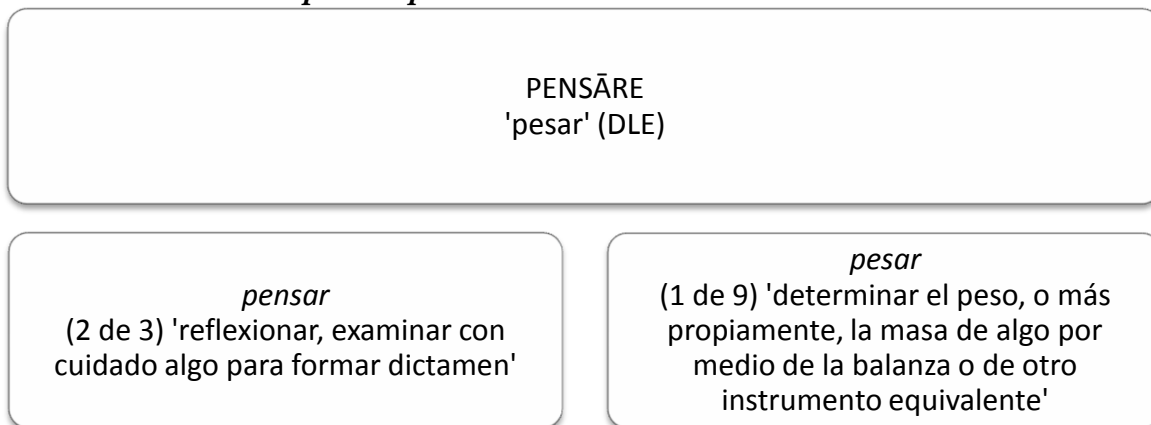 PENSĀRE
'pesar' (DLE)
pensar
(2 de 3) 'reflexionar, examinar con
cuidado algo para formar dictamen'
pesar
(1 de 9) 'determinar el peso, o más
propiamente, la masa de algo por
medio de la balanza o de otro
instrumento equivalente'